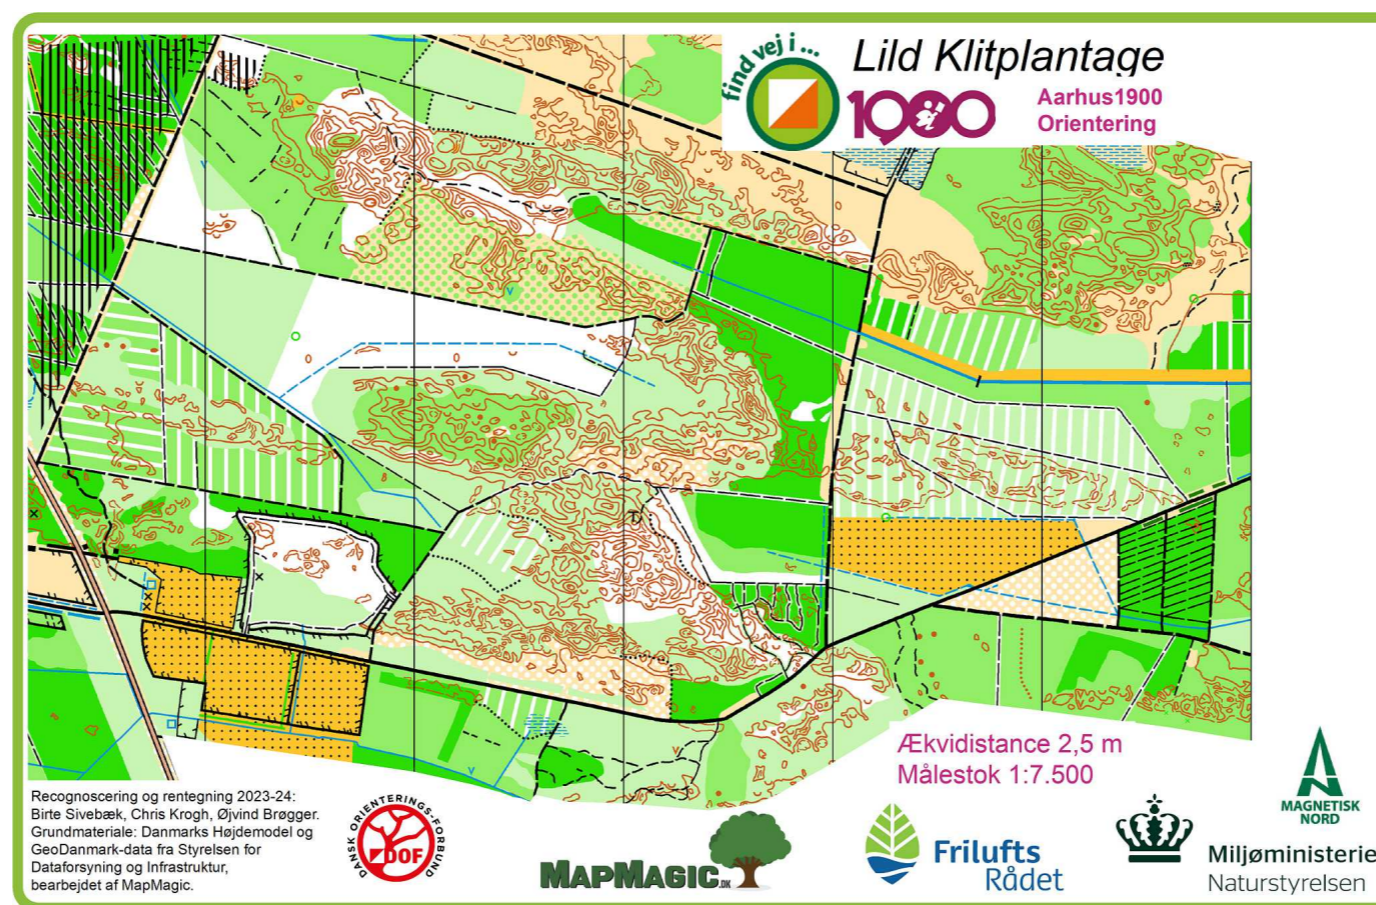 find vej i ...
Lild Klitplantage
1900
Aarhus1900
Orientering
Ækvidistance 2,5 m
Målestok 1:7.500
Recognoscering og rentegning 2023-24:
Birte Sivebæk, Chris Krogh, Øjvind Brøgger.
Grundmateriale: Danmarks Højdemodel og
GeoDanmark-data fra Styrelsen for
Dataforsyning og Infrastruktur,
bearbejdet af MapMagic.
DANSK ORIENTERINGS-FORBUND
DOF
MAPMAGIC.DK
Frilufts
Rådet
MAGNETISK
NORD
Miljøministerie
Naturstyrelsen